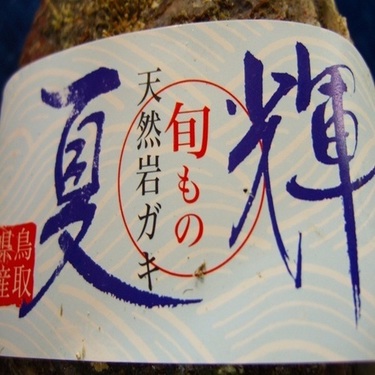 夏輝
旬もの
天然岩ガキ
鳥取
県産